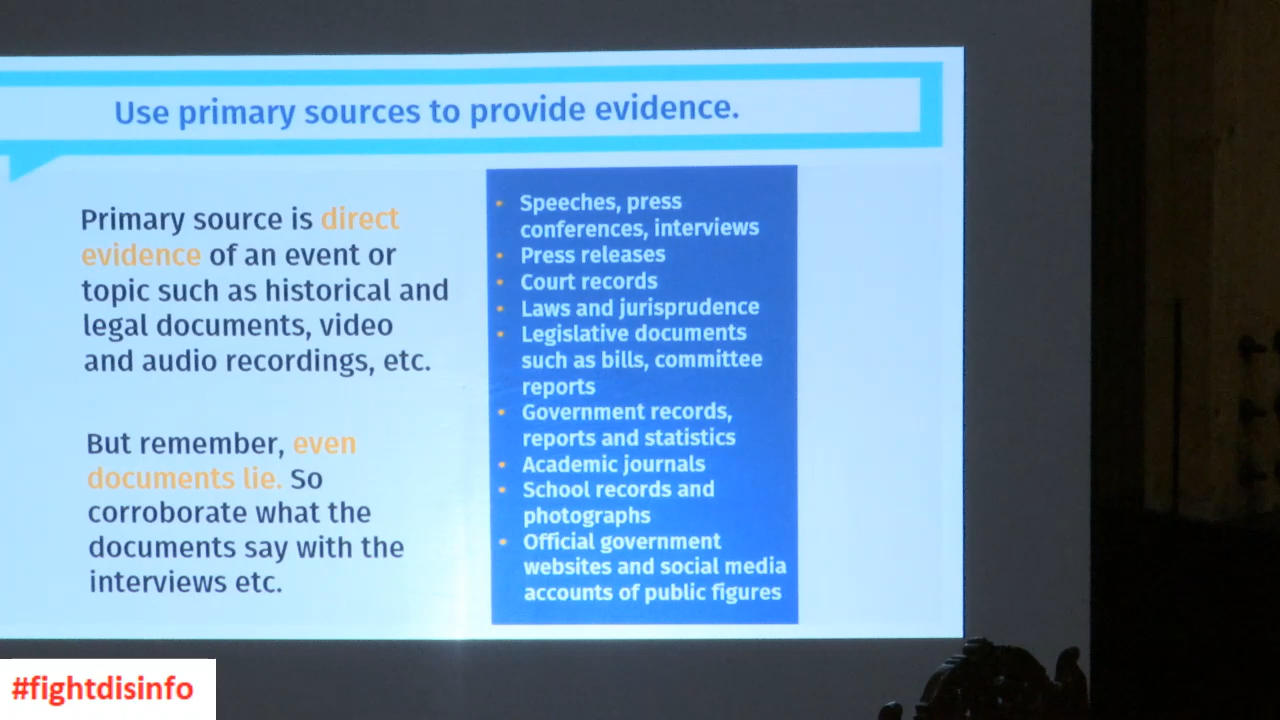 Use primary sources to provide evidence.
Primary source is direct
evidence of an event or
topic such as historical and
legal documents, video
and audio recordings, etc.
But remember, even
documents lie. So
corroborate what the
documents say with the
interviews etc.
• Speeches, press
conferences, interviews
• Press releases
• Court records
• Laws and jurisprudence
• Legislative documents
such as bills, committee
reports
• Government records,
reports and statistics
• Academic journals
• School records and
photographs
• Official government
websites and social media
accounts of public figures
#fightdisinfo